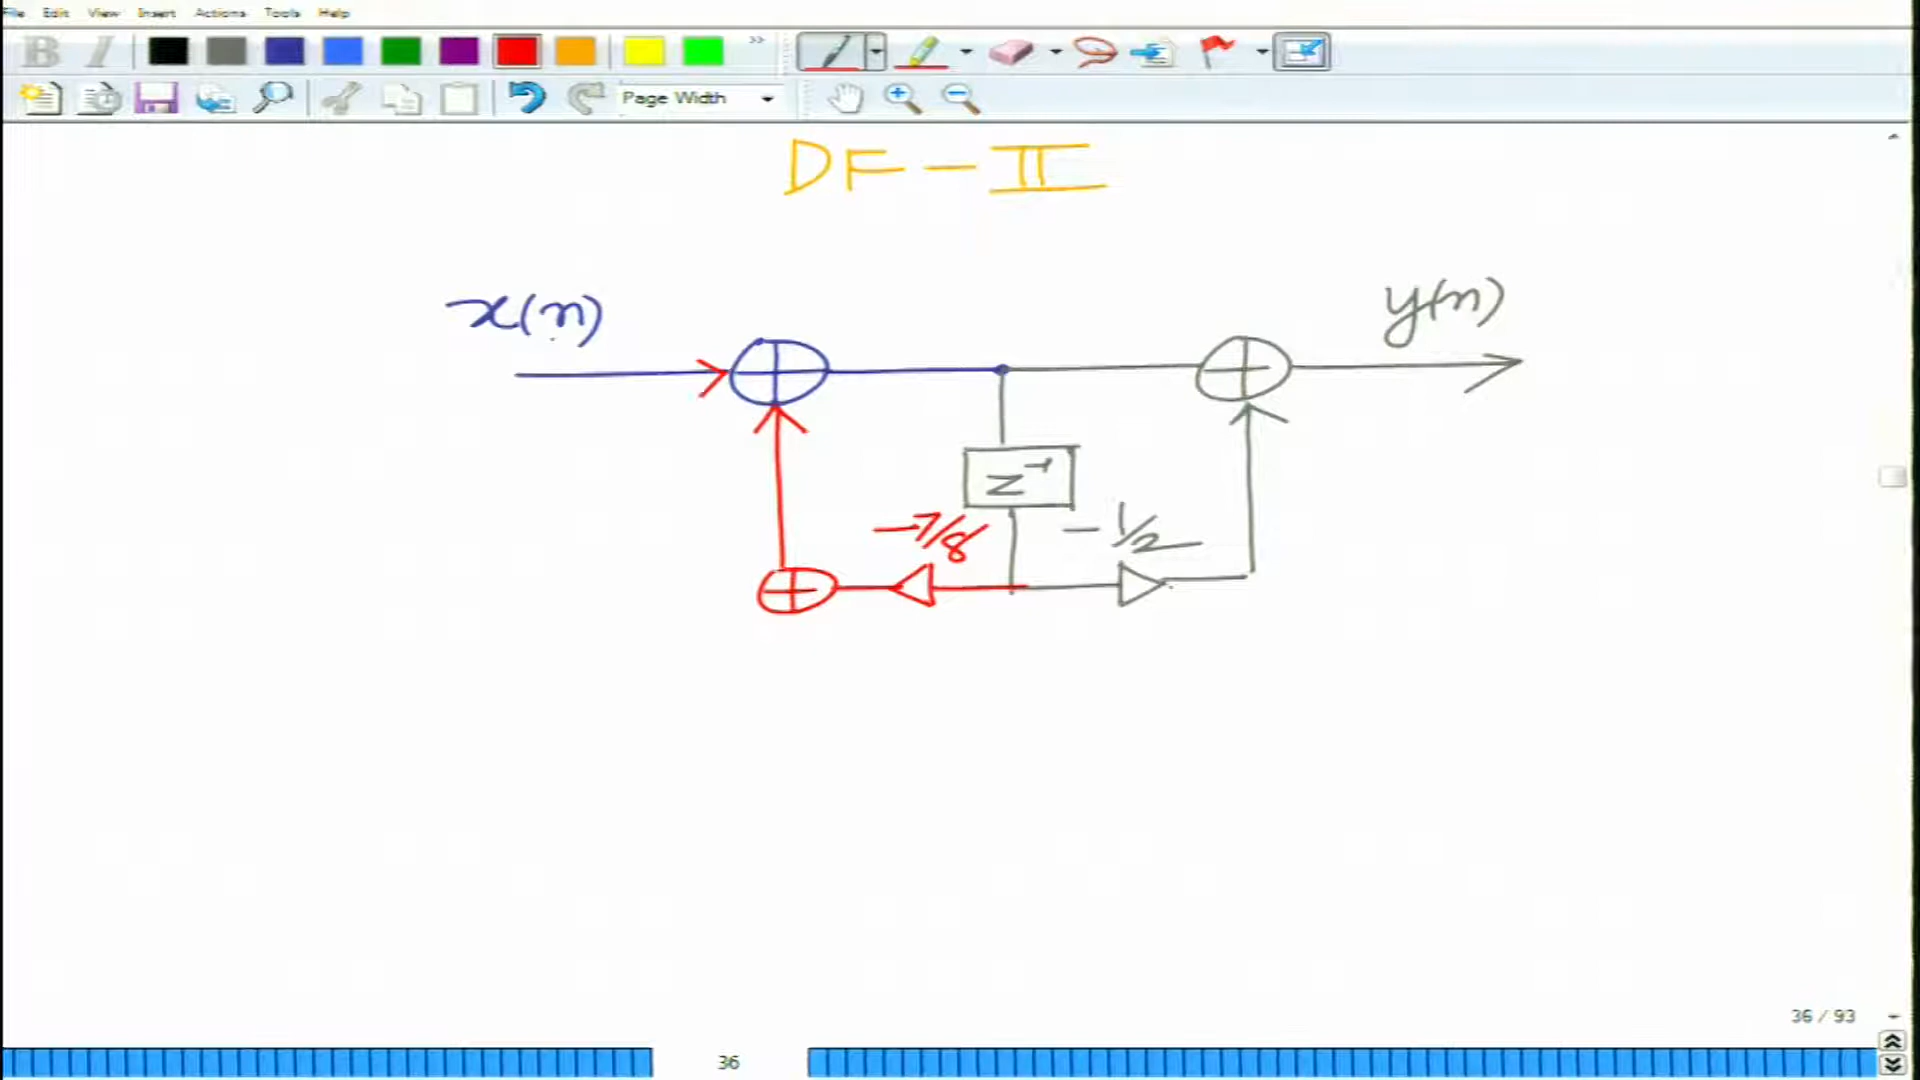 File Edit View Insert Actions Tools Help
B I
Page Width
DF-II
x(n)
y(n)
z⁻¹
-7/8
-1/2
36 / 93
36